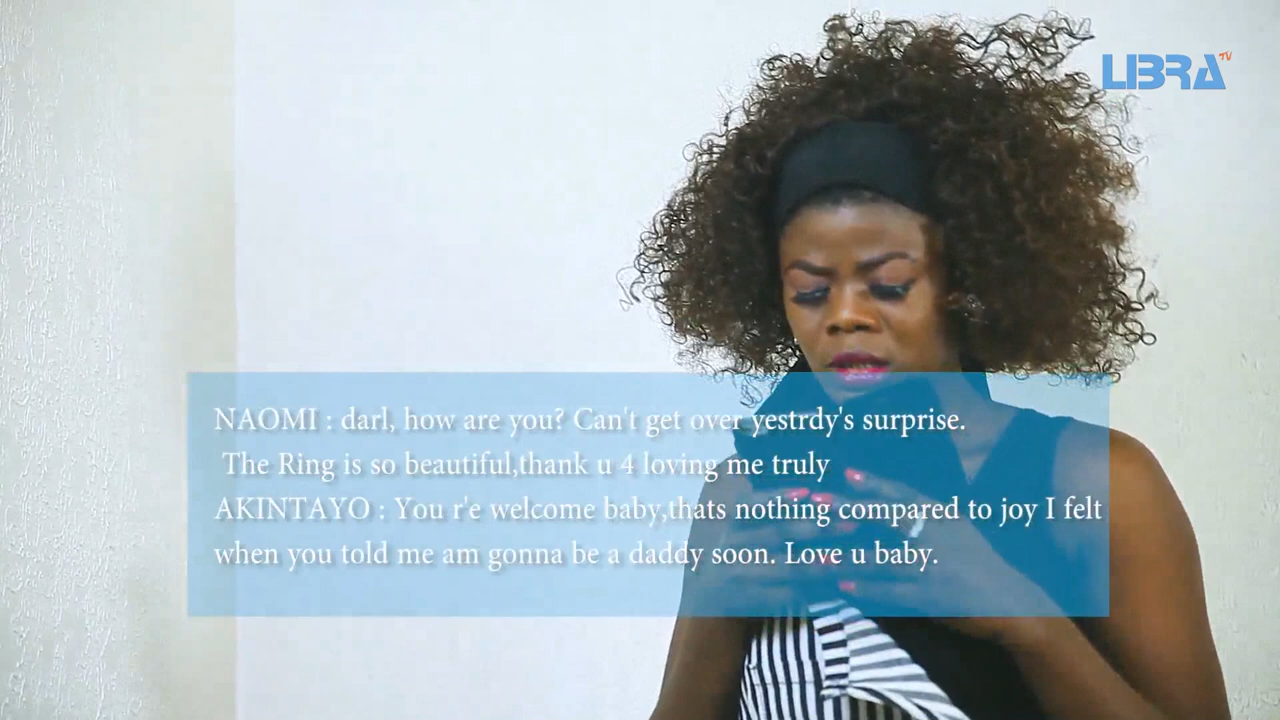 LIBRA TV
NAOMI : darl, how are you? Can't get over yestrdy's surprise.
The Ring is so beautiful,thank u 4 loving me truly
AKINTAYO : You r'e welcome baby,thats nothing compared to joy I felt
when you told me am gonna be a daddy soon. Love u baby.